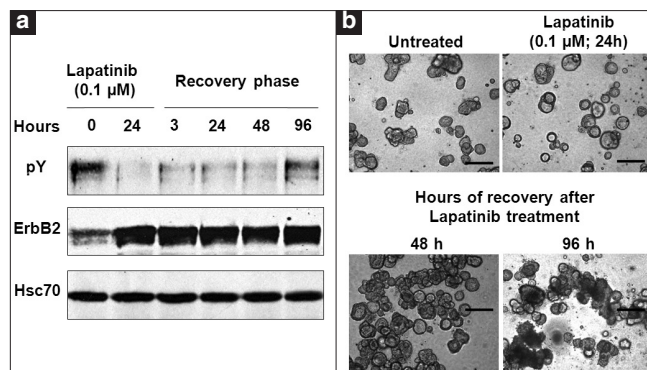 a
Lapatinib
(0.1 µM)
Recovery phase
Hours 0 24 3 24 48 96
pY
ErbB2
Hsc70
b
Untreated
Lapatinib
(0.1 µM; 24h)
Hours of recovery after
Lapatinib treatment
48 h 96 h